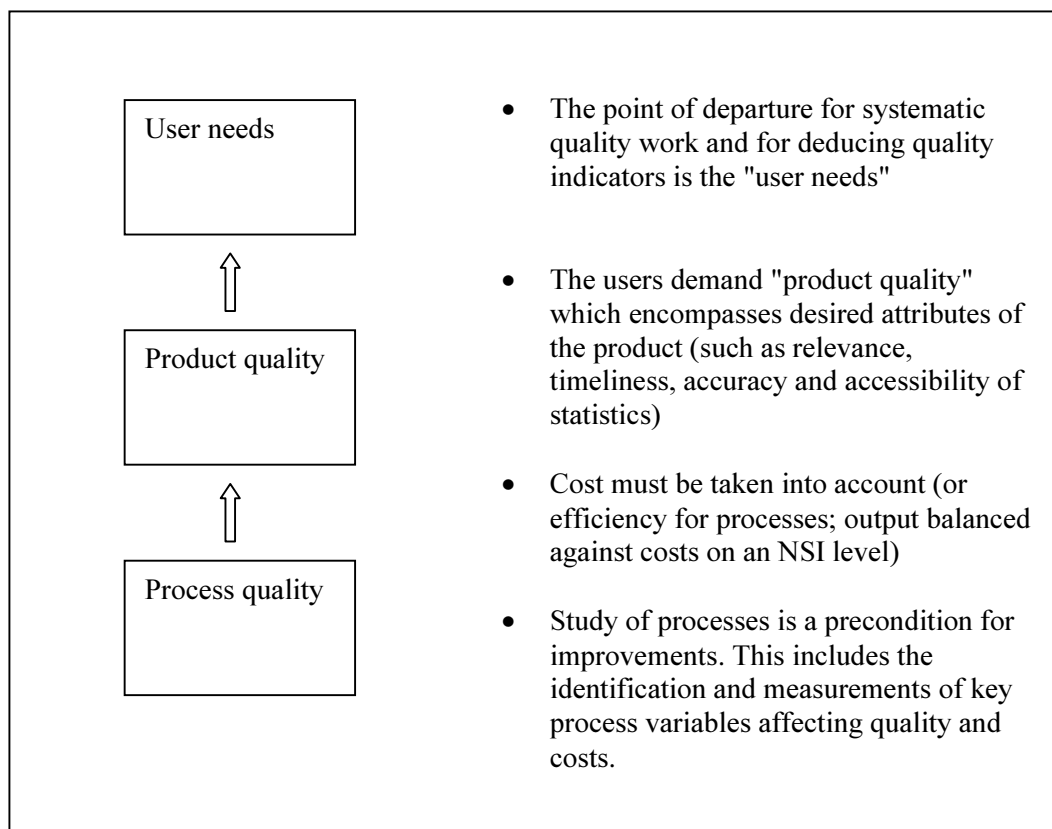 User needs
• The point of departure for systematic
quality work and for deducing quality
indicators is the "user needs"
• The users demand "product quality"
which encompasses desired attributes of
the product (such as relevance,
timeliness, accuracy and accessibility of
statistics)
Product quality
• Cost must be taken into account (or
efficiency for processes; output balanced
against costs on an NSI level)
Process quality
• Study of processes is a precondition for
improvements. This includes the
identification and measurements of key
process variables affecting quality and
costs.